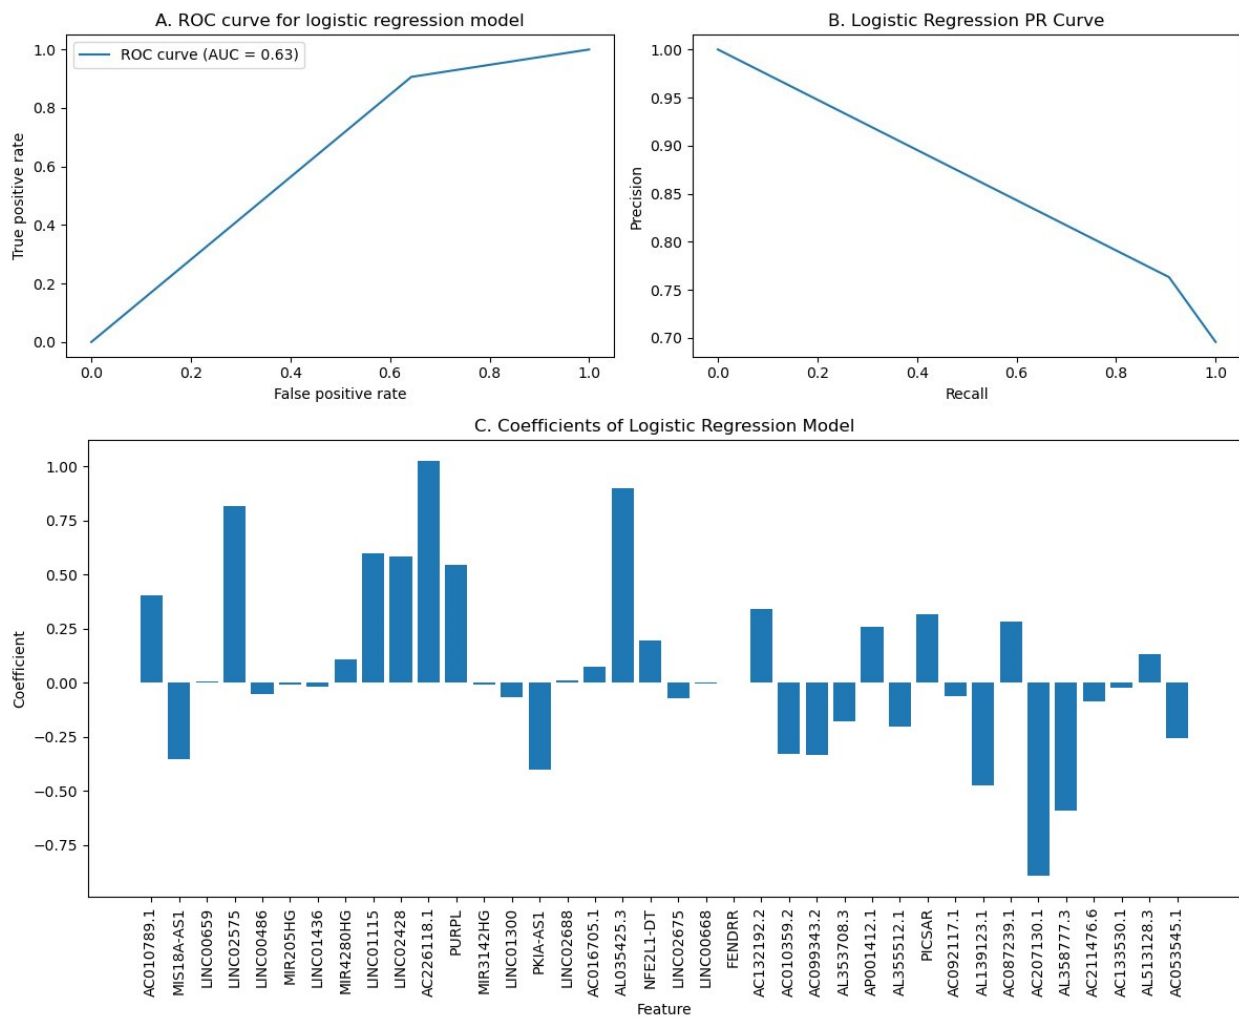 A. ROC curve for logistic regression model
ROC curve (AUC = 0.63)
1.0
0.8
0.6
0.4
0.2
0.0
True positive rate
0.0 0.2 0.4 0.6 0.8 1.0
False positive rate
B. Logistic Regression PR Curve
1.00
0.95
0.90
0.85
0.80
0.75
0.70
Precision
0.0 0.2 0.4 0.6 0.8 1.0
Recall
C. Coefficients of Logistic Regression Model
1.00
0.75
0.50
0.25
0.00
−0.25
−0.50
−0.75
Coefficient
AC010789.1
MIS18A-AS1
LINC00659
LINC02575
LINC00486
MIR205HG
LINC01436
MIR4280HG
LINC01115
LINC02428
AC226118.1
PURPL
MIR3142HG
LINC01300
PKIA-AS1
LINC02688
AC016705.1
AL035425.3
NFE2L1-DT
LINC02675
LINC00668
FENDRR
AC132192.2
AC010359.2
AC099343.2
AL353708.3
AP001412.1
AL355512.1
PICSAR
AC092117.1
AL139123.1
AC087239.1
AC207130.1
AL358777.3
AC211476.6
AC133530.1
AL513128.3
AC053545.1
Feature